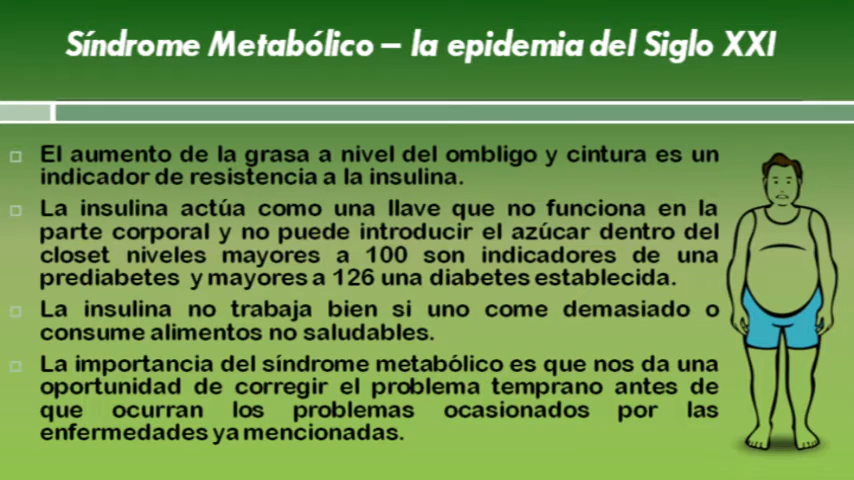 Síndrome Metabólico – la epidemia del Siglo XXI
El aumento de la grasa a nivel del ombligo y cintura es un
indicador de resistencia a la insulina.
La insulina actúa como una llave que no funciona en la
parte corporal y no puede introducir el azúcar dentro del
closet niveles mayores a 100 son indicadores de una
prediabetes y mayores a 126 una diabetes establecida.
La insulina no trabaja bien si uno come demasiado o
consume alimentos no saludables.
La importancia del síndrome metabólico es que nos da una
oportunidad de corregir el problema temprano antes de
que ocurran los problemas ocasionados por las
enfermedades ya mencionadas.